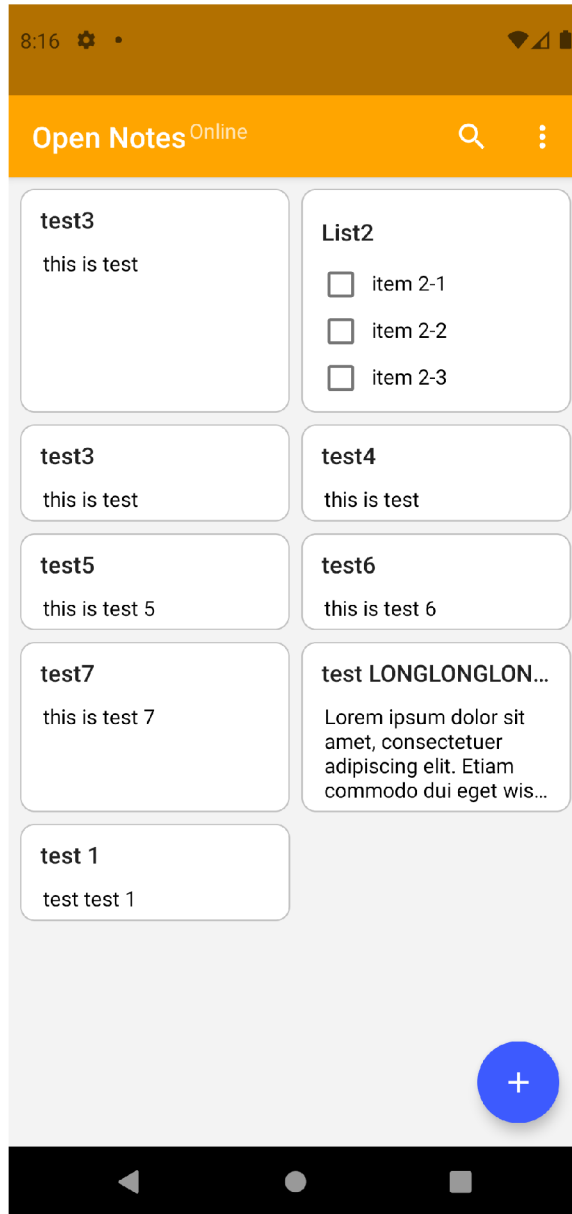 8:16
Open Notes Online
test3
this is test
List2
item 2-1
item 2-2
item 2-3
test3
this is test
test4
this is test
test5
this is test 5
test6
this is test 6
test7
this is test 7
test LONGLONGLON...
Lorem ipsum dolor sit
amet, consectetuer
adipiscing elit. Etiam
commodo dui eget wis...
test 1
test test 1